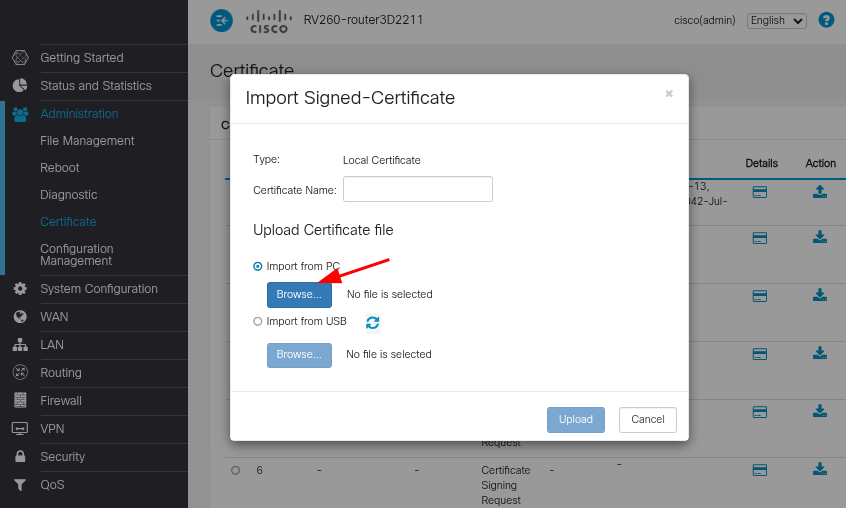 CISCO
RV260-router3D2211
cisco(admin)
English
?
Getting Started
Status and Statistics
Administration
File Management
Reboot
Diagnostic
Certificate
Configuration
Management
System Configuration
WAN
LAN
Routing
Firewall
VPN
Security
QoS
Certificate
Import Signed-Certificate
×
Type: Local Certificate
Certificate Name:
Upload Certificate file
Import from PC
Browse... No file is selected
Import from USB
Browse... No file is selected
Upload Cancel
Details Action
-13,
042-Jul-
Request
6 - - Certificate - -
Signing
Request